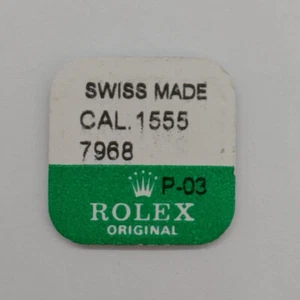 SWISS MADE
CAL.1555
7968
P-03
ROLEX
ORIGINAL